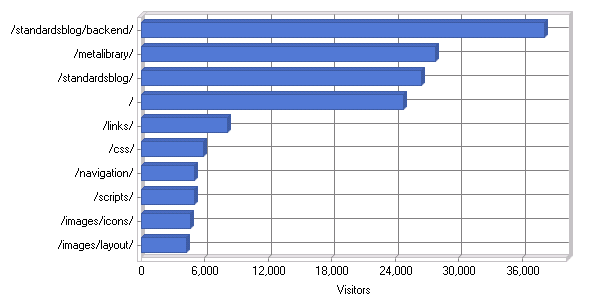 /standardsblog/backend/
/metalibrary/
/standardsblog/
/
/links/
/css/
/navigation/
/scripts/
/images/icons/
/images/layout/
0 6,000 12,000 18,000 24,000 30,000 36,000
Visitors